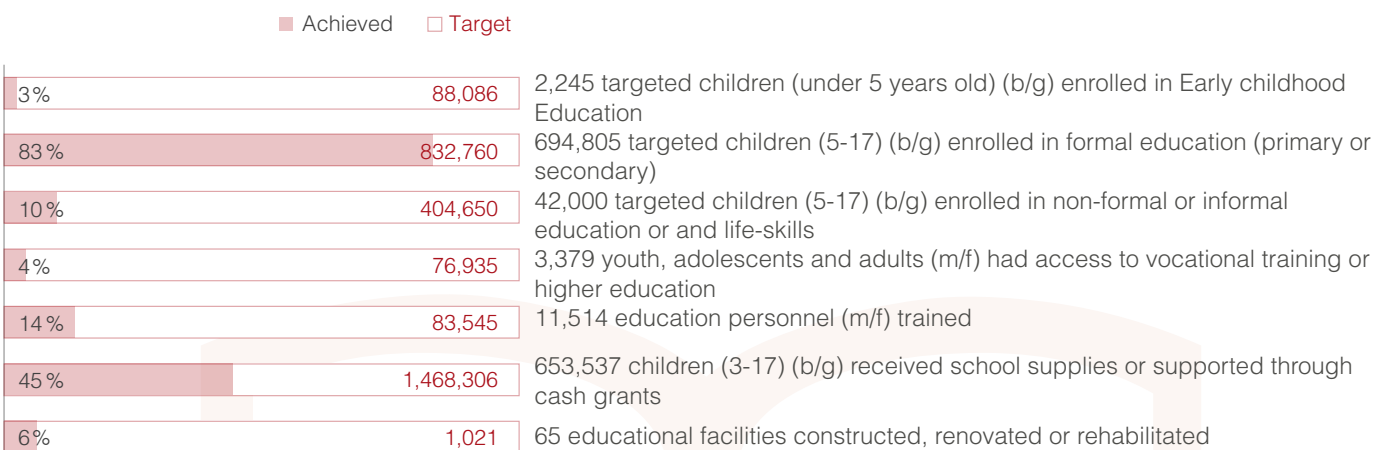 Achieved Target
3% 88,086 2,245 targeted children (under 5 years old) (b/g) enrolled in Early childhood
Education
83% 832,760 694,805 targeted children (5-17) (b/g) enrolled in formal education (primary or
secondary)
10% 404,650 42,000 targeted children (5-17) (b/g) enrolled in non-formal or informal
education or and life-skills
4% 76,935 3,379 youth, adolescents and adults (m/f) had access to vocational training or
higher education
14% 83,545 11,514 education personnel (m/f) trained
45% 1,468,306 653,537 children (3-17) (b/g) received school supplies or supported through
cash grants
6% 1,021 65 educational facilities constructed, renovated or rehabilitated